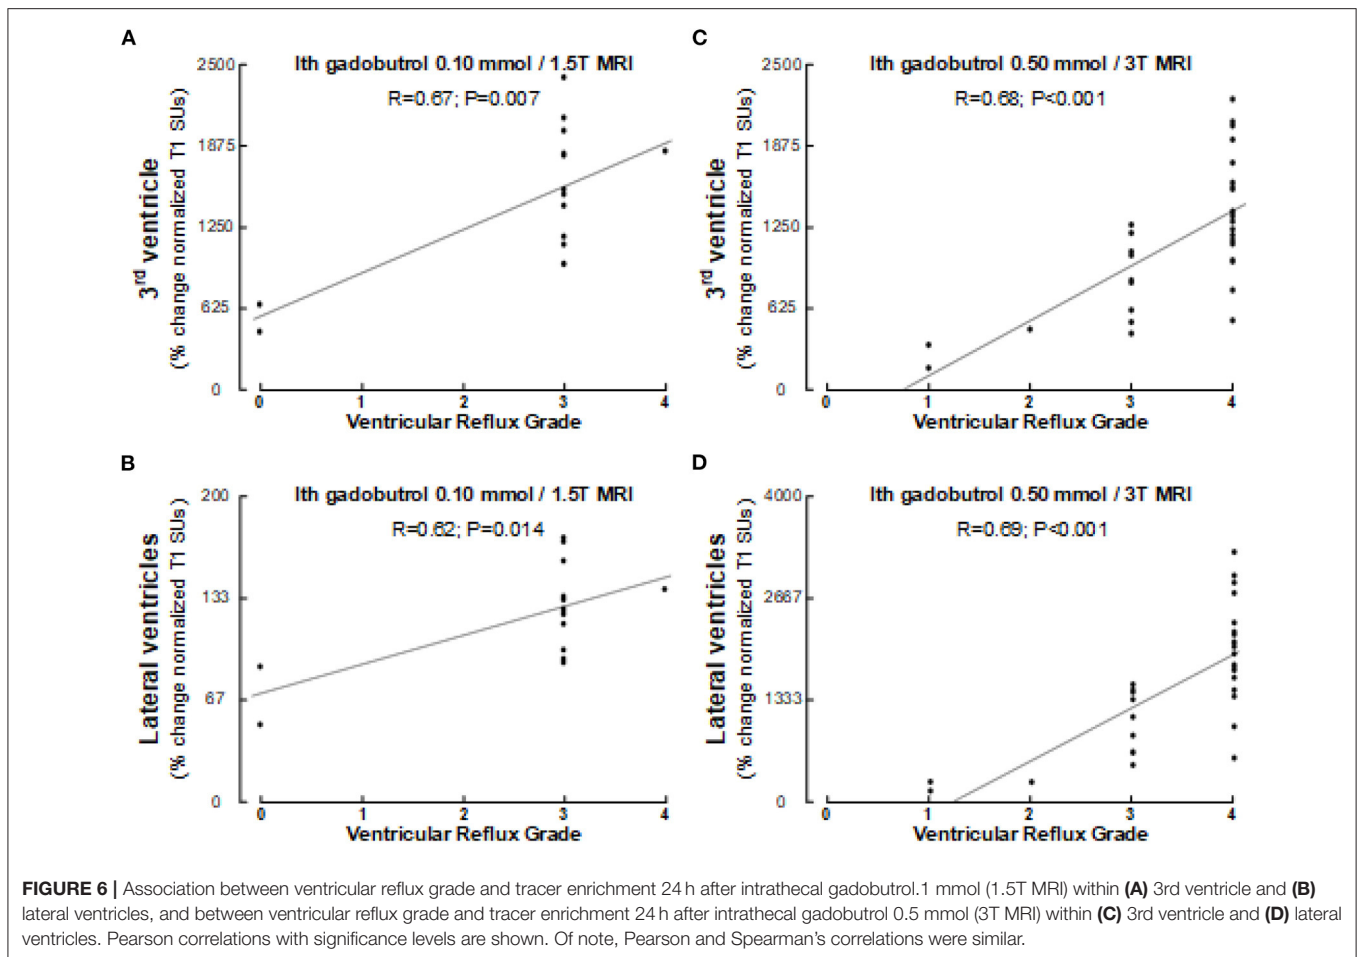 A
Ith gadobutrol 0.10 mmol / 1.5T MRI
R=0.67; P=0.007
3rd ventricle
(% change normalized T1 SUs)
2500
1875
1250
625
0
0 1 2 3 4
Ventricular Reflux Grade
C
Ith gadobutrol 0.50 mmol / 3T MRI
R=0.68; P<0.001
3rd ventricle
(% change normalized T1 SUs)
2500
1875
1250
625
0
0 1 2 3 4
Ventricular Reflux Grade
B
Ith gadobutrol 0.10 mmol / 1.5T MRI
R=0.62; P=0.014
Lateral ventricles
(% change normalized T1 SUs)
200
133
67
0
0 1 2 3 4
Ventricular Reflux Grade
D
Ith gadobutrol 0.50 mmol / 3T MRI
R=0.69; P<0.001
Lateral ventricles
(% change normalized T1 SUs)
4000
2667
1333
0
0 1 2 3 4
Ventricular Reflux Grade
FIGURE 6 | Association between ventricular reflux grade and tracer enrichment 24 h after intrathecal gadobutrol.1 mmol (1.5T MRI) within (A) 3rd ventricle and (B)
lateral ventricles, and between ventricular reflux grade and tracer enrichment 24 h after intrathecal gadobutrol 0.5 mmol (3T MRI) within (C) 3rd ventricle and (D) lateral
ventricles. Pearson correlations with significance levels are shown. Of note, Pearson and Spearman's correlations were similar.